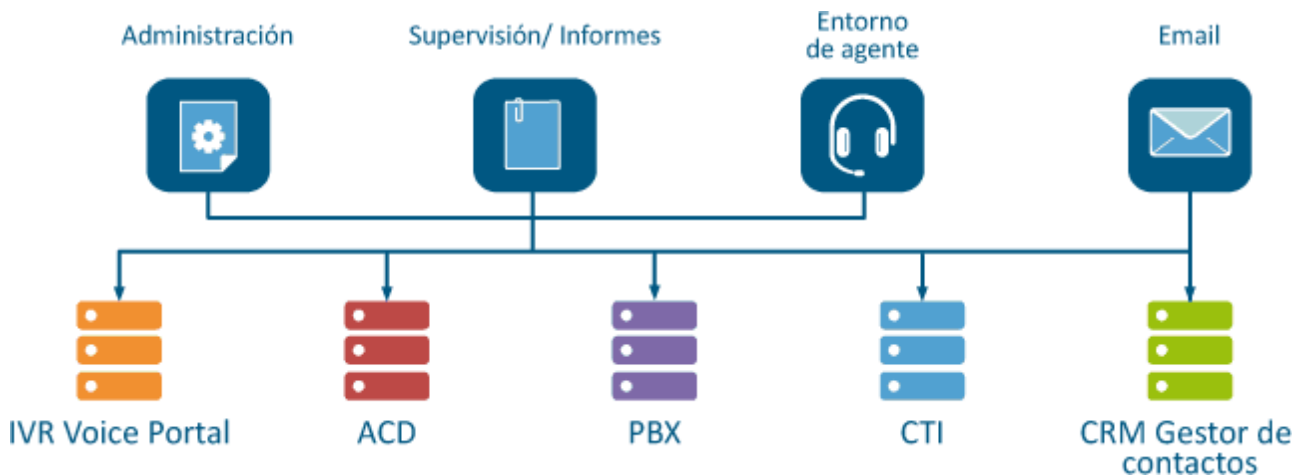 Administración
Supervisión/ Informes
Entorno
de agente
Email
IVR Voice Portal
ACD
PBX
CTI
CRM Gestor de
contactos